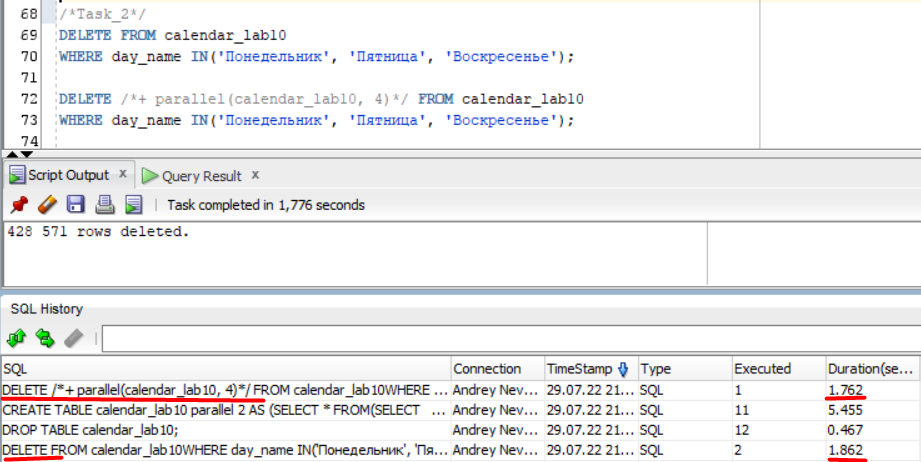 68 /*Task_2*/
69 DELETE FROM calendar_lab10
70 WHERE day_name IN('Понедельник', 'Пятница', 'Воскресенье');
71
72 DELETE /*+ parallel(calendar_lab10, 4)*/ FROM calendar_lab10
73 WHERE day_name IN('Понедельник', 'Пятница', 'Воскресенье');
74
Script Output x Query Result x
Task completed in 1,776 seconds
428 571 rows deleted.
SQL History
SQL Connection TimeStamp Type Executed Duration(se...
DELETE /*+ parallel(calendar_lab10, 4)*/ FROM calendar_lab10WHERE ... Andrey Nev... 29.07.22 21... SQL 1 1.762
CREATE TABLE calendar_lab10 parallel 2 AS (SELECT * FROM(SELECT ... Andrey Nev... 29.07.22 21... SQL 11 5.455
DROP TABLE calendar_lab10; Andrey Nev... 29.07.22 21... SQL 12 0.467
DELETE FROM calendar_lab10WHERE day_name IN('Понедельник', 'Пя... Andrey Nev... 29.07.22 21... SQL 2 1.862